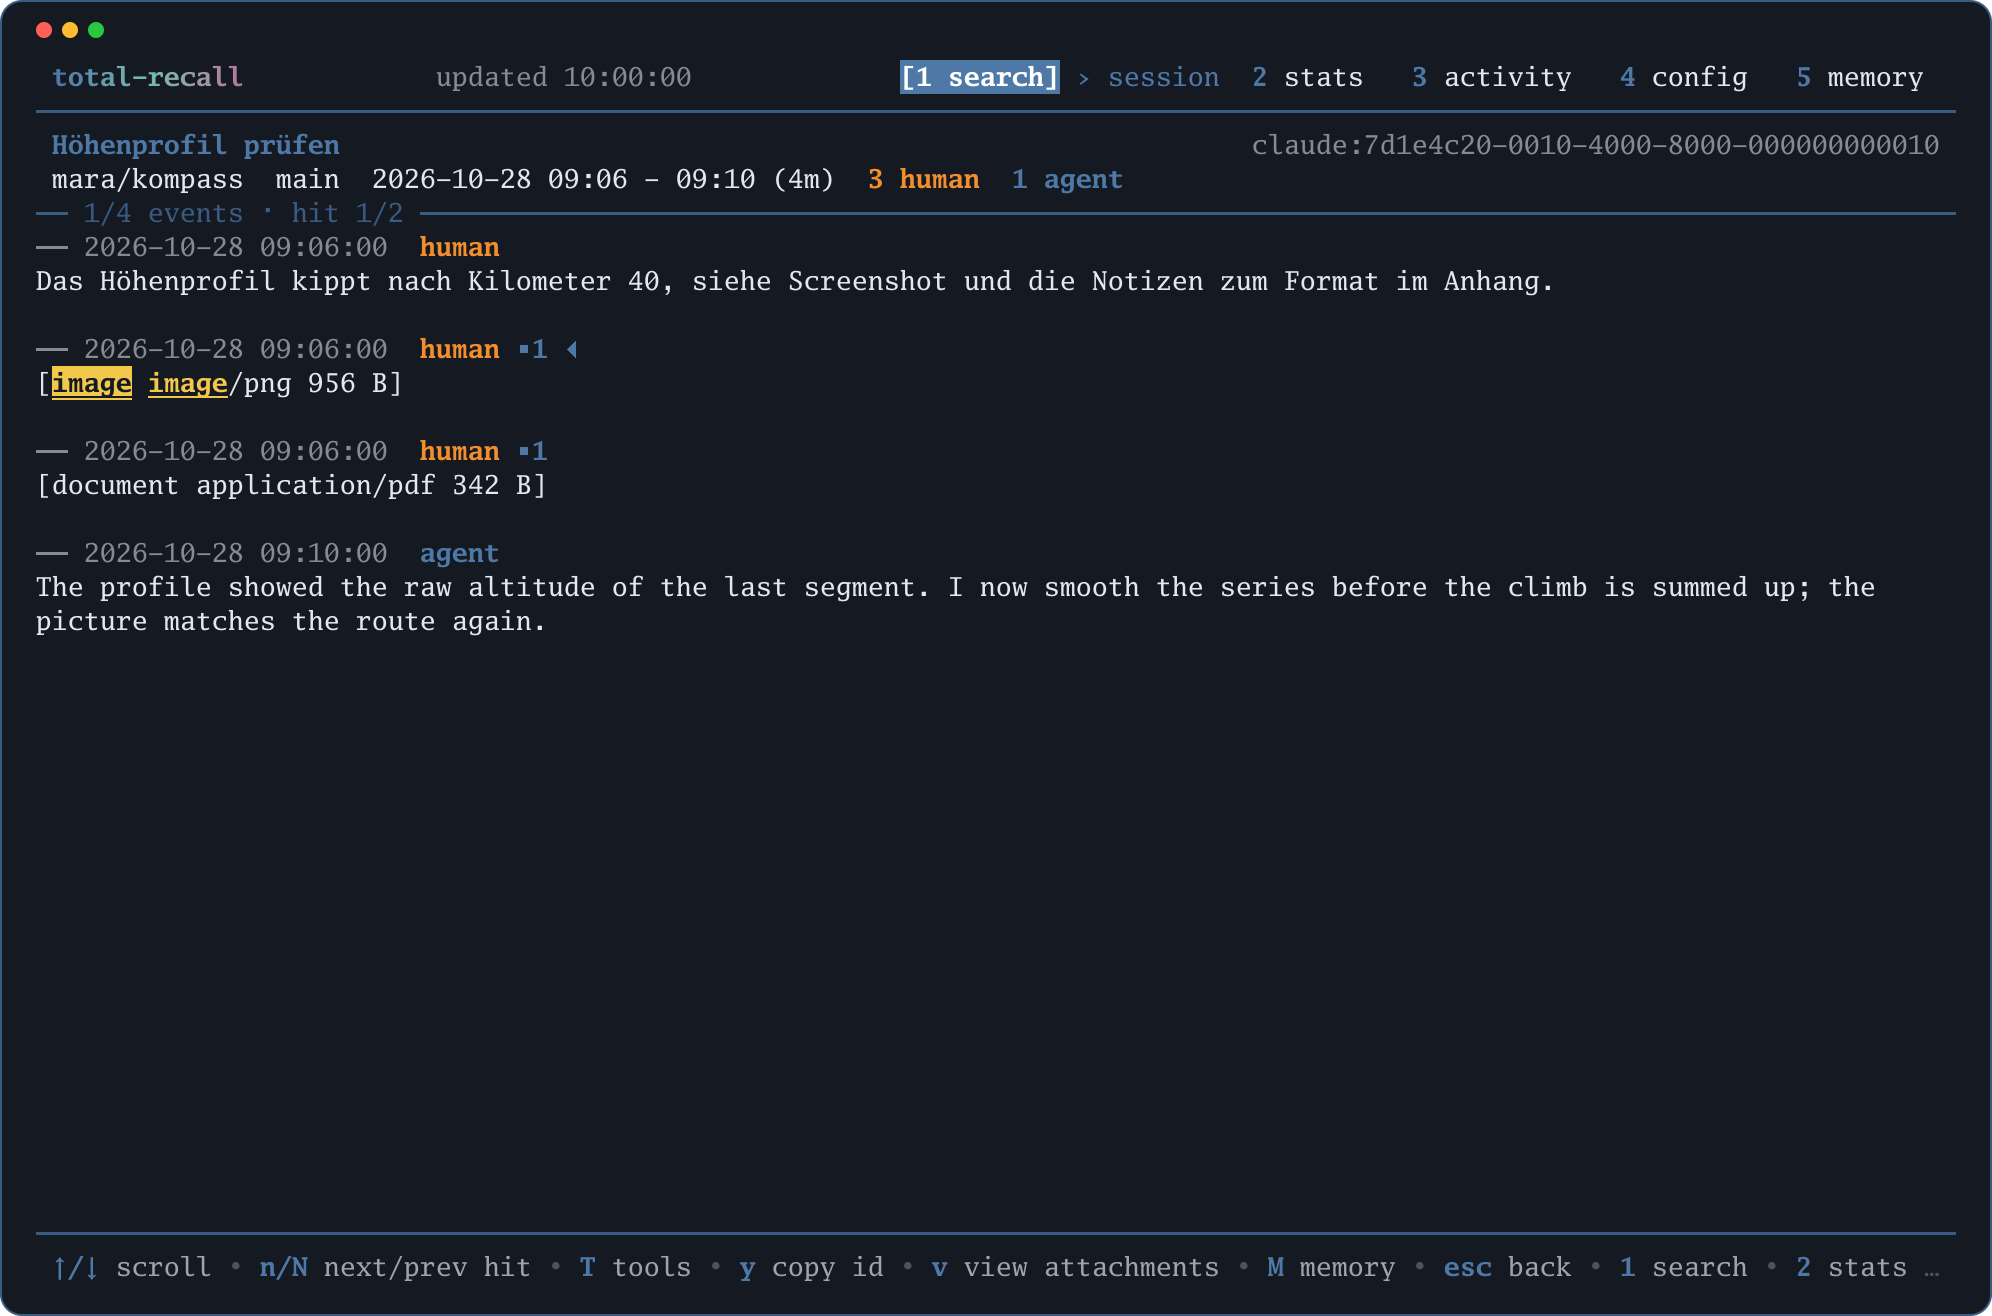 total-recall updated 10:00:00 [1 search] › session 2 stats 3 activity 4 config 5 memory
Höhenprofil prüfen claude:7d1e4c20-0010-4000-8000-000000000010
mara/kompass main 2026-10-28 09:06 – 09:10 (4m) 3 human 1 agent
── 1/4 events · hit 1/2
── 2026-10-28 09:06:00 human
Das Höhenprofil kippt nach Kilometer 40, siehe Screenshot und die Notizen zum Format im Anhang.
── 2026-10-28 09:06:00 human ▪1 ◂
[image image/png 956 B]
── 2026-10-28 09:06:00 human ▪1
[document application/pdf 342 B]
── 2026-10-28 09:10:00 agent
The profile showed the raw altitude of the last segment. I now smooth the series before the climb is summed up; the
picture matches the route again.
↑/↓ scroll • n/N next/prev hit • T tools • y copy id • v view attachments • M memory • esc back • 1 search • 2 stats …